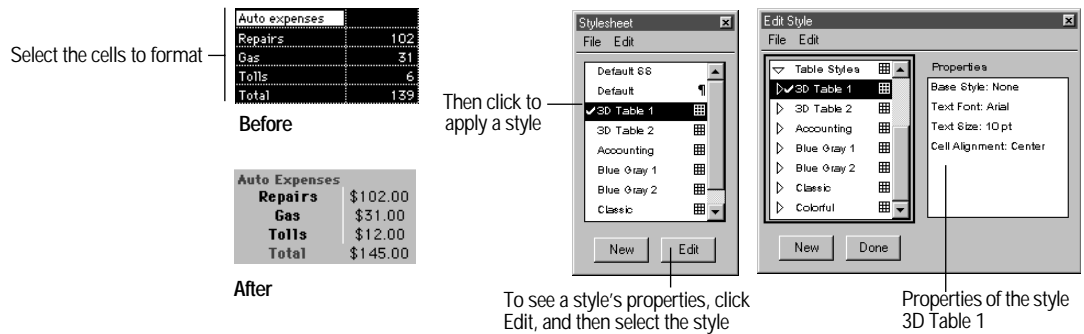 Select the cells to format
Auto expenses
Repairs 102
Gas 31
Tolls 6
Total 139
Before
Auto Expenses
Repairs $102.00
Gas $31.00
Tolls $12.00
Total $145.00
After
Then click to
apply a style
Stylesheet
File Edit
Default SS
Default ¶
✓3D Table 1
3D Table 2
Accounting
Blue Gray 1
Blue Gray 2
Classic
New Edit
To see a style's properties, click
Edit, and then select the style
Edit Style
File Edit
Table Styles
✓3D Table 1
3D Table 2
Accounting
Blue Gray 1
Blue Gray 2
Classic
Colorful
New Done
Properties
Base Style: None
Text Font: Arial
Text Size: 10 pt
Cell Alignment: Center
Properties of the style
3D Table 1